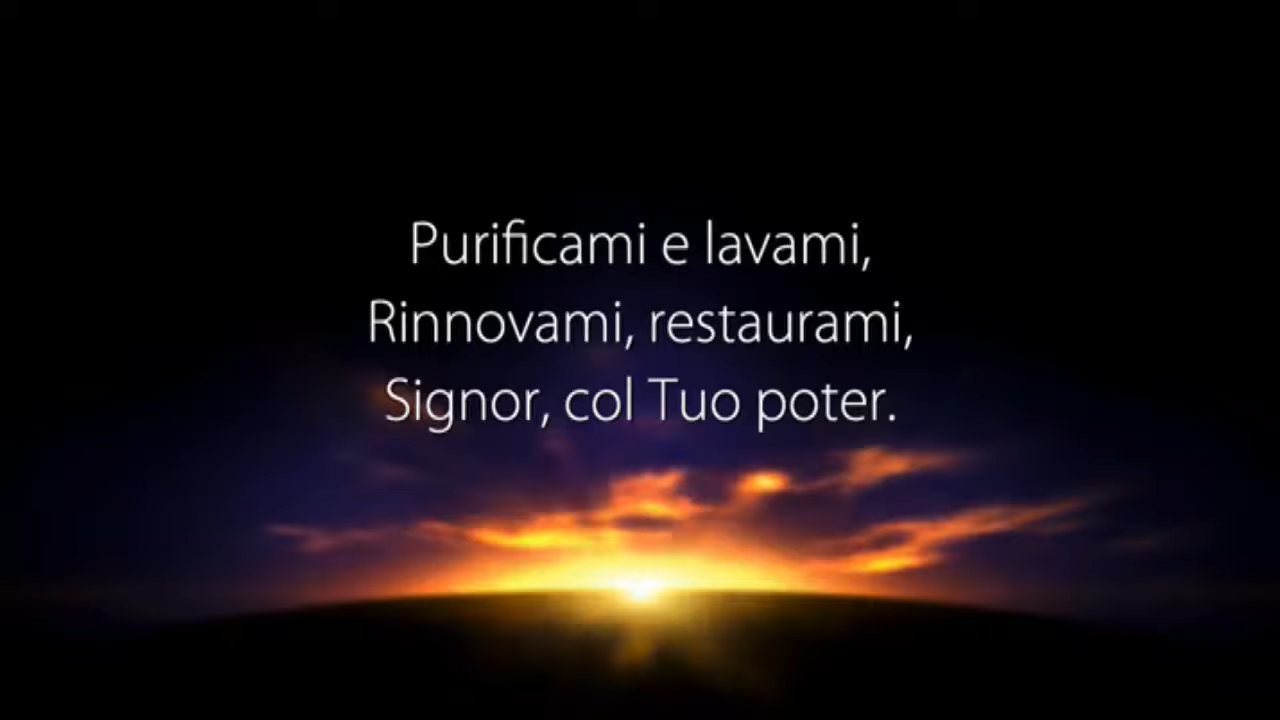 Purificami e lavami,
Rinnovami, restaurami,
Signor, col Tuo poter.